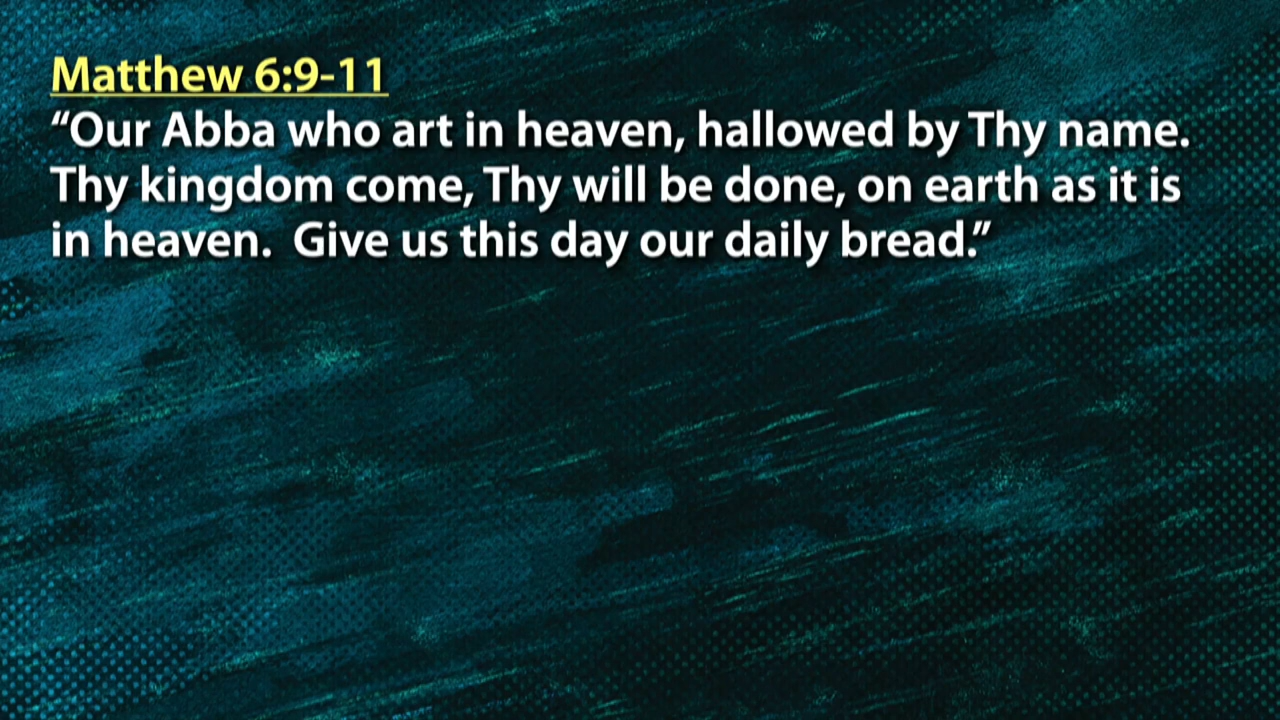 Matthew 6:9-11
“Our Abba who art in heaven, hallowed by Thy name.
Thy kingdom come, Thy will be done, on earth as it is
in heaven.  Give us this day our daily bread.”